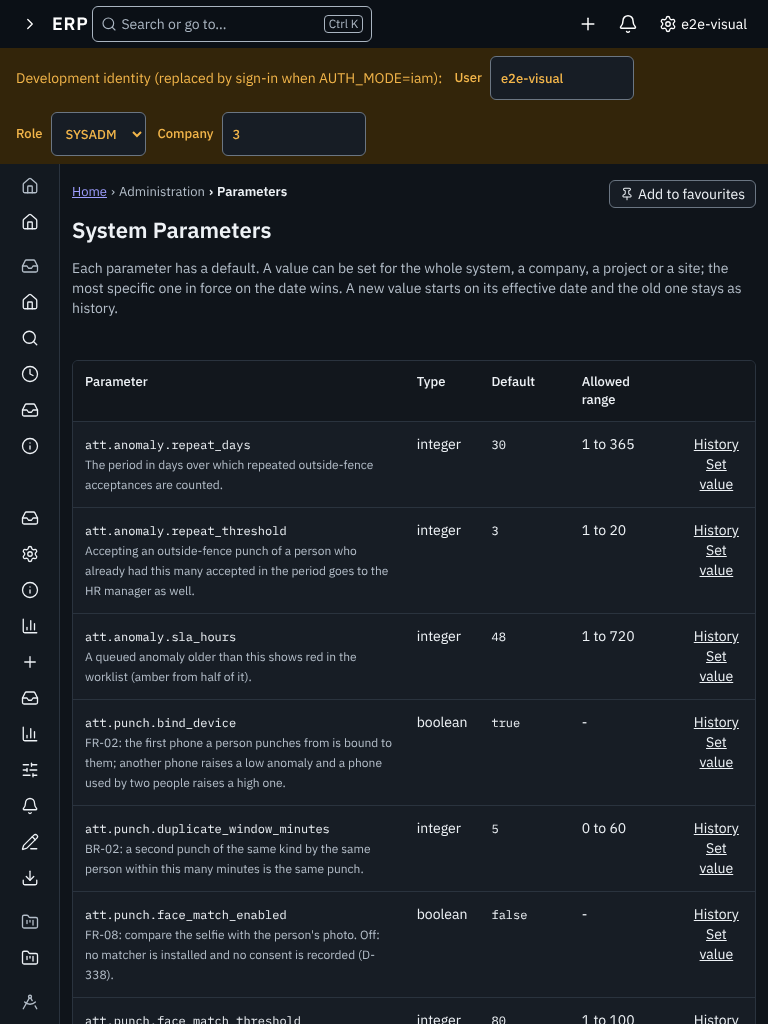 ERP
Search or go to...
Ctrl K
e2e-visual
Development identity (replaced by sign-in when AUTH_MODE=iam): User e2e-visual
Role SYSADM Company 3
Home › Administration › Parameters
Add to favourites
System Parameters
Each parameter has a default. A value can be set for the whole system, a company, a project or a site; the
most specific one in force on the date wins. A new value starts on its effective date and the old one stays as
history.
Parameter Type Default Allowed
range
att.anomaly.repeat_days integer 30 1 to 365 History
The period in days over which repeated outside-fence Set
acceptances are counted. value
att.anomaly.repeat_threshold integer 3 1 to 20 History
Accepting an outside-fence punch of a person who Set
already had this many accepted in the period goes to the value
HR manager as well.
att.anomaly.sla_hours integer 48 1 to 720 History
A queued anomaly older than this shows red in the Set
worklist (amber from half of it). value
att.punch.bind_device boolean true - History
FR-02: the first phone a person punches from is bound to Set
them; another phone raises a low anomaly and a phone value
used by two people raises a high one.
att.punch.duplicate_window_minutes integer 5 0 to 60 History
BR-02: a second punch of the same kind by the same Set
person within this many minutes is the same punch. value
att.punch.face_match_enabled boolean false - History
FR-08: compare the selfie with the person's photo. Off: Set
no matcher is installed and no consent is recorded (D- value
338).
att.punch.face_match_threshold integer 80 1 to 100 History